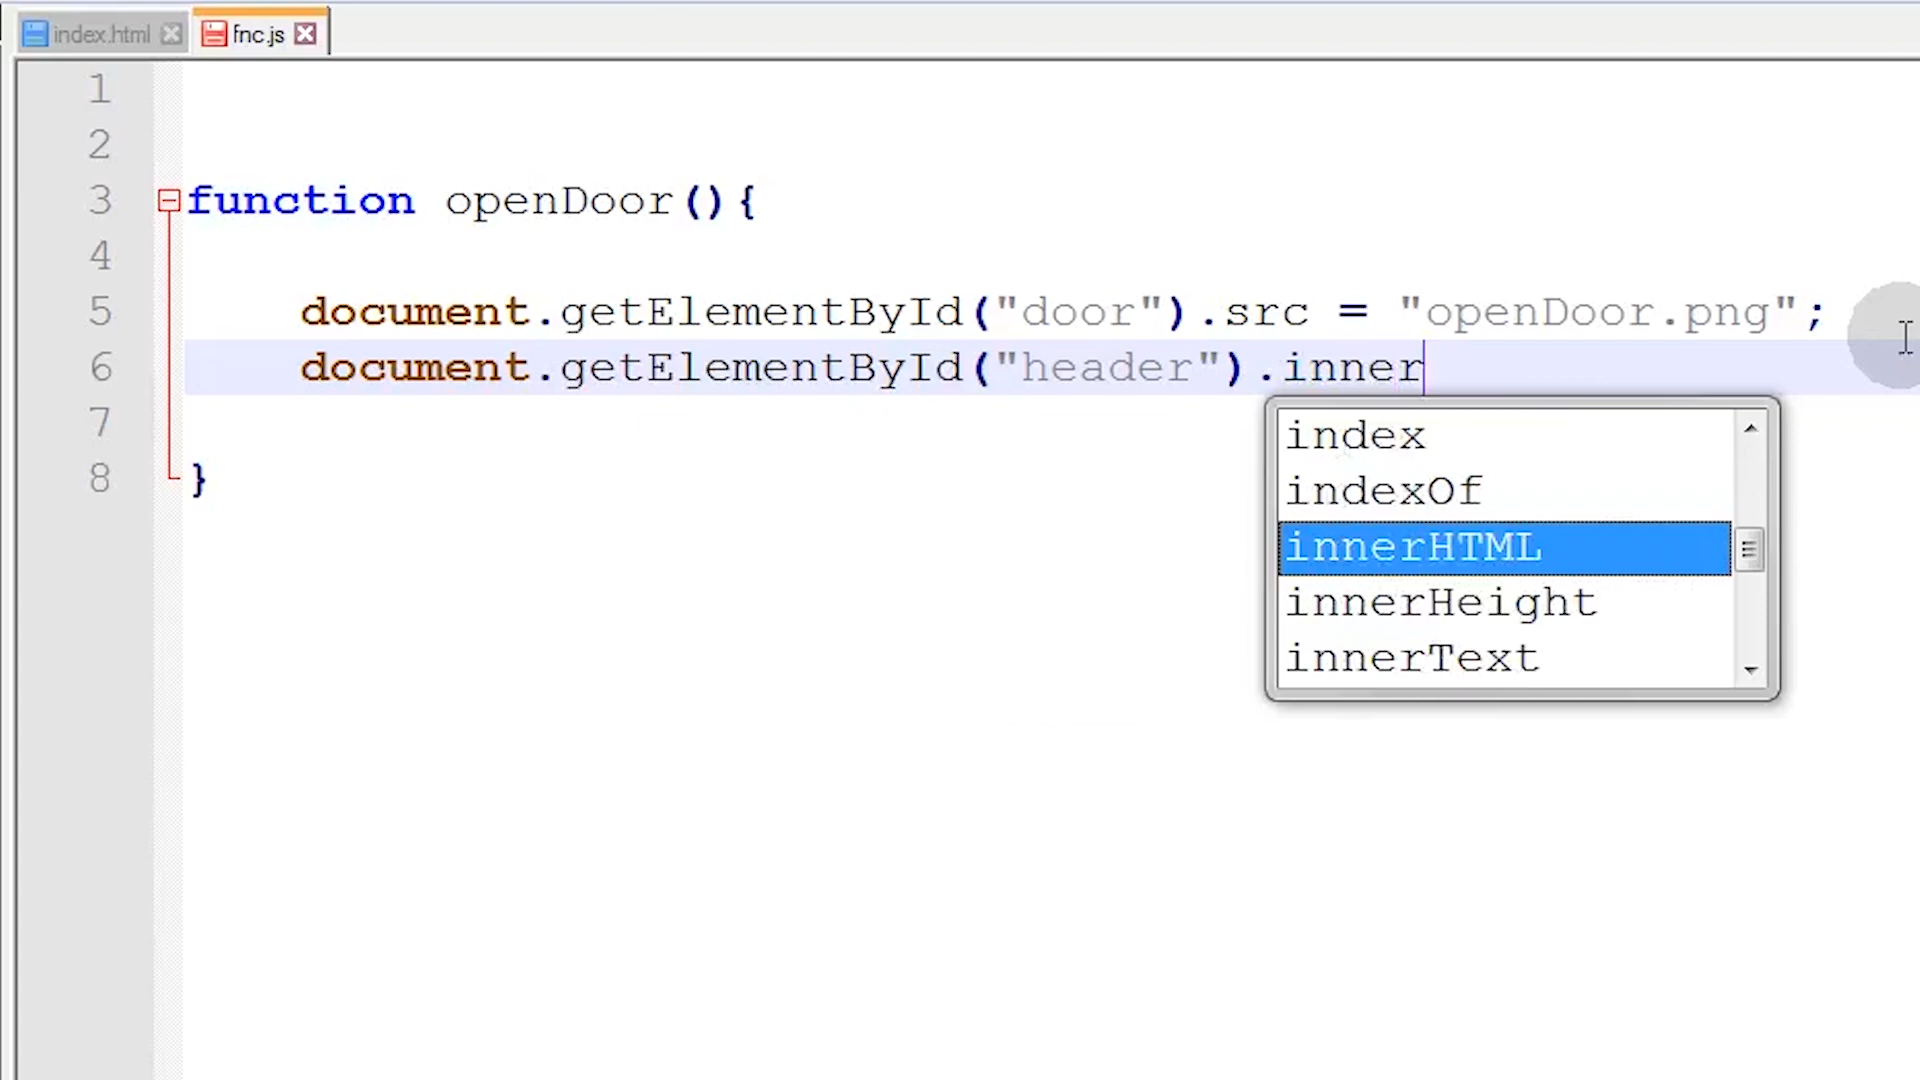 index.html fnc.js
1
2
3 function openDoor(){
4
5 document.getElementById("door").src = "openDoor.png";
6 document.getElementById("header").inner
7
8 }
index
indexOf
innerHTML
innerHeight
innerText